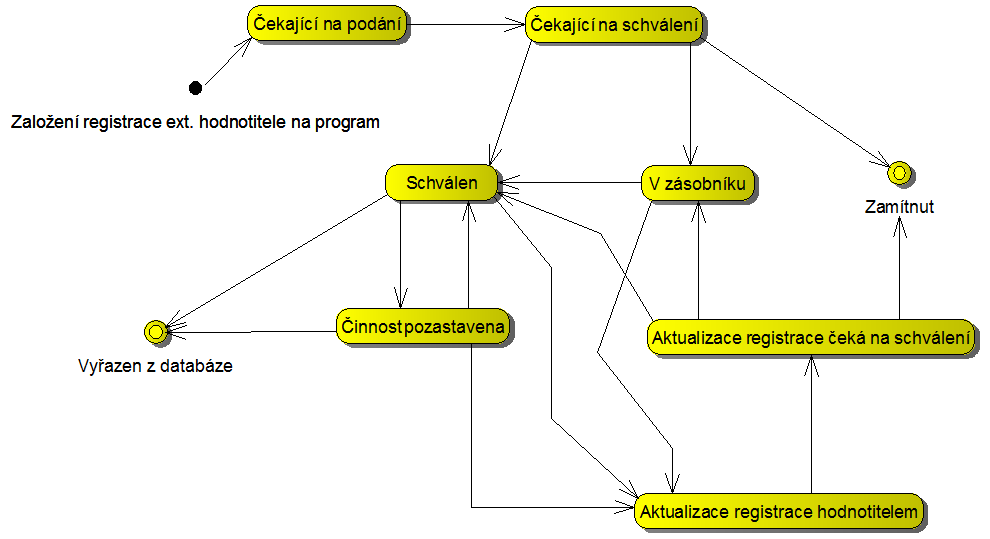 Čekající na podání
Čekající na schválení
Založení registrace ext. hodnotitele na program
Schválen
V zásobníku
Zamítnut
Činnost pozastavena
Aktualizace registrace čeká na schválení
Vyřazen z databáze
Aktualizace registrace hodnotitelem